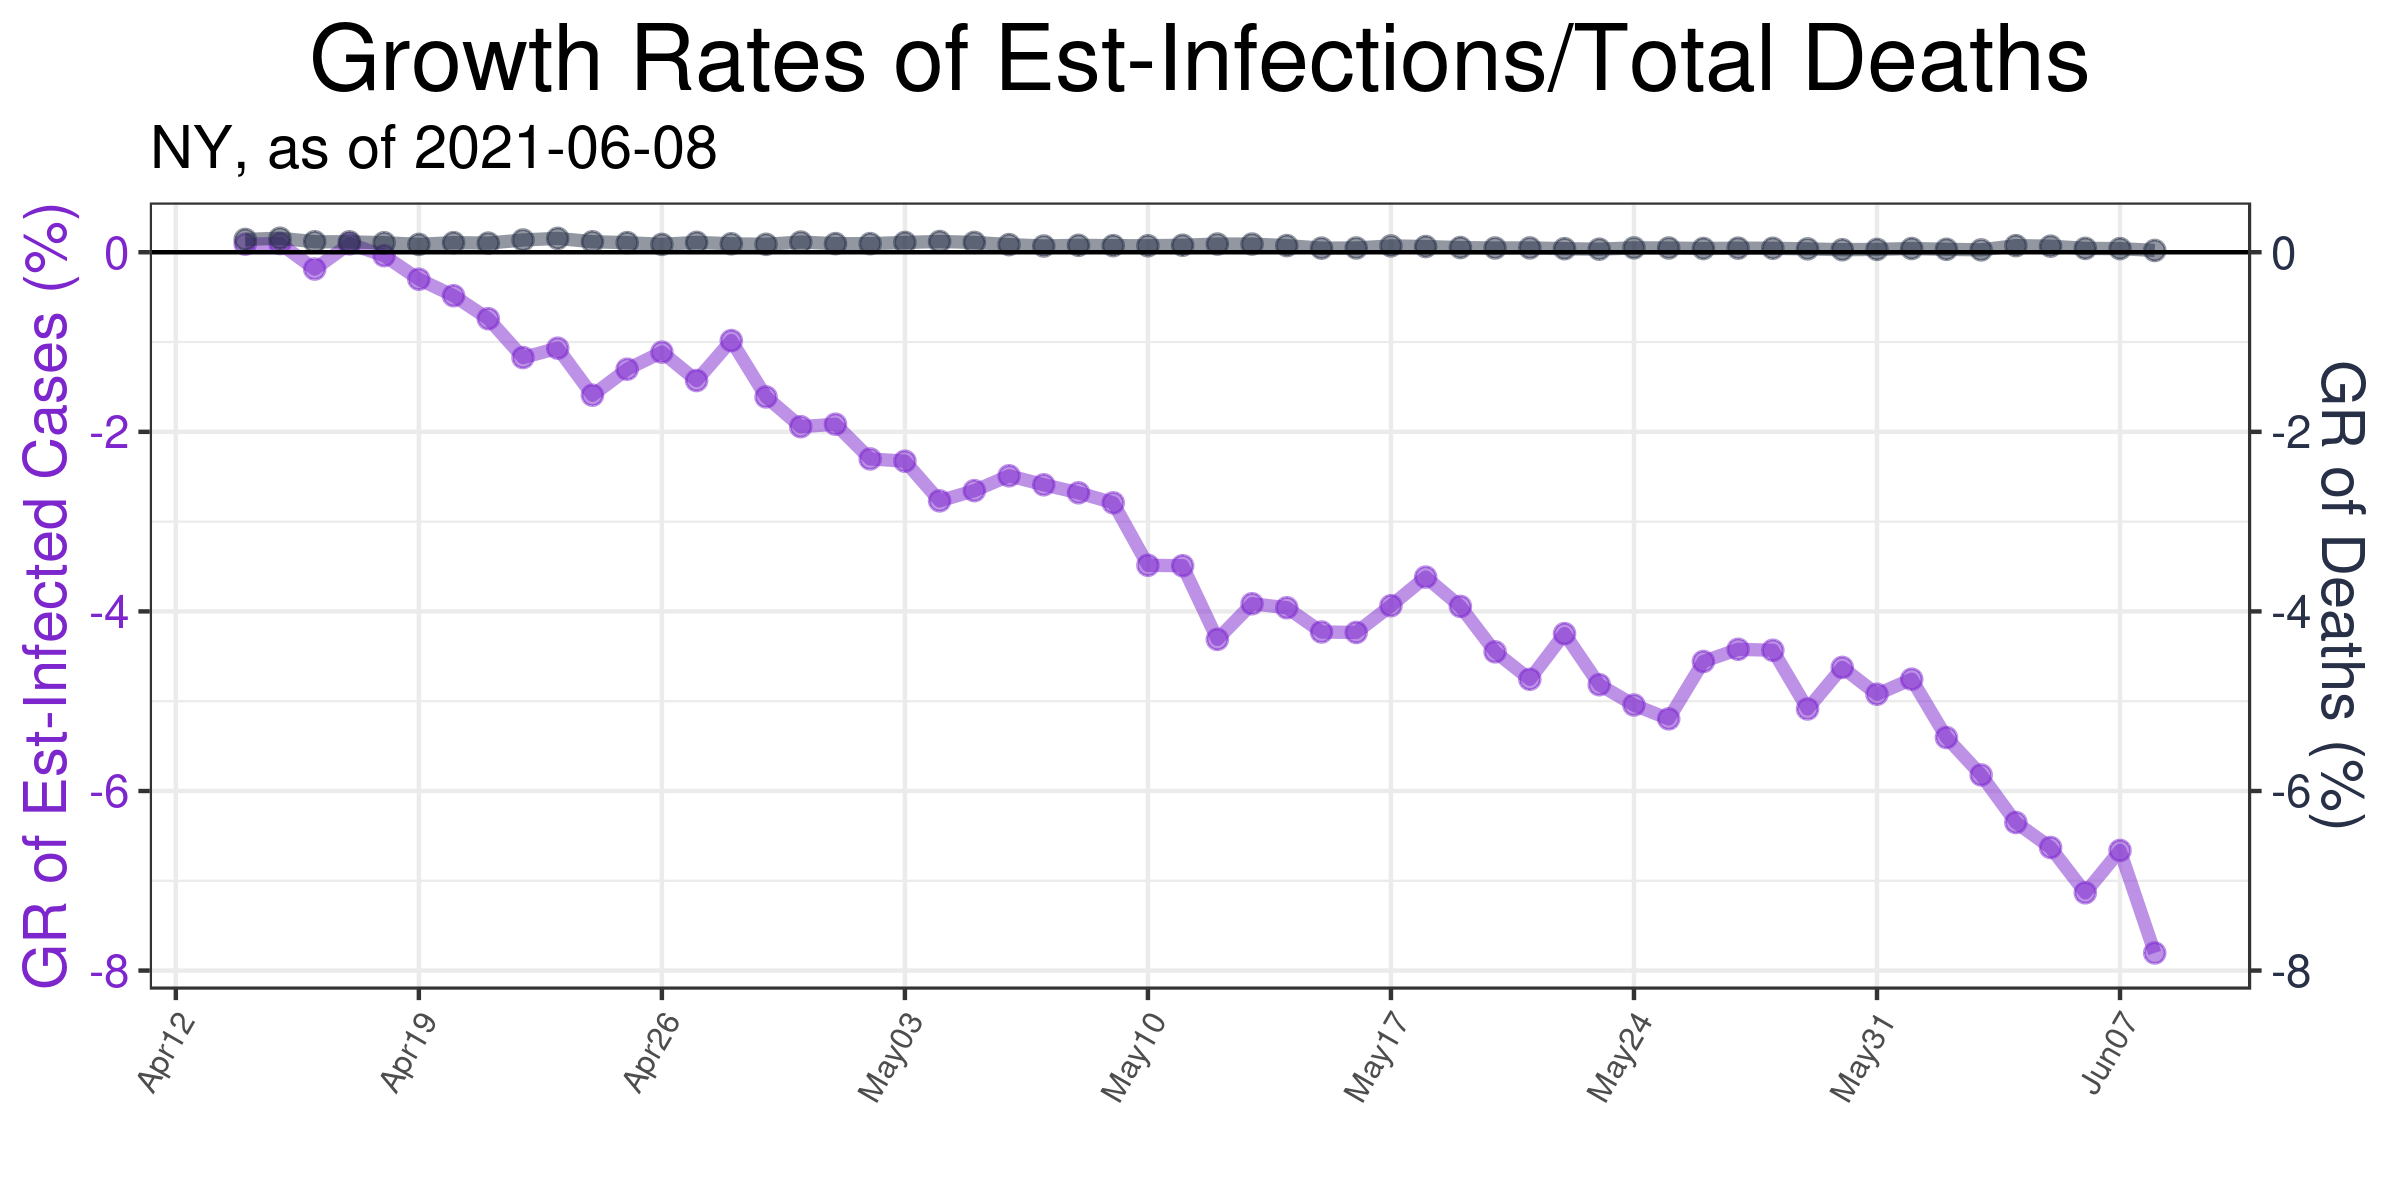 Growth Rates of Est-Infections/Total Deaths
NY, as of 2021-06-08
GR of Est-Infected Cases (%)
0
-2
-4
-6
-8
0
-2
-4
-6
-8
GR of Deaths (%)
Apr12
Apr19
Apr26
May03
May10
May17
May24
May31
Jun07